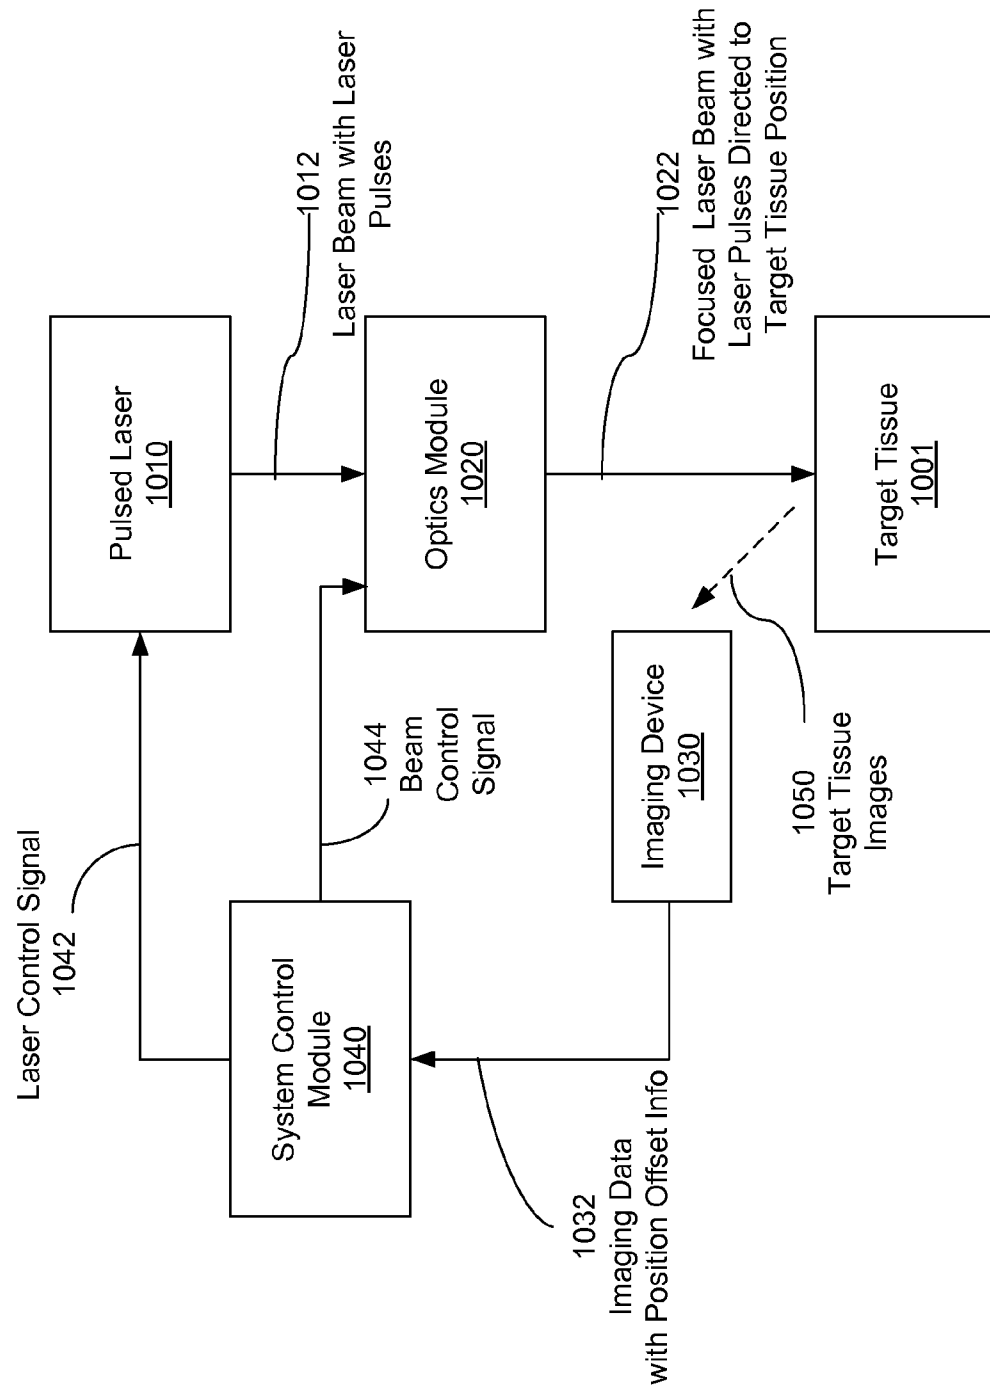 Laser Control Signal
1042
System Control
Module
1040
1044
Beam
Control
Signal
Pulsed Laser
1010
1012
Laser Beam with Laser
Pulses
Optics Module
1020
1032
Imaging Data
with Position Offset Info
Imaging Device
1030
1022
Focused Laser Beam with
Laser Pulses Directed to
Target Tissue Position
1050
Target Tissue
Images
Target Tissue
1001